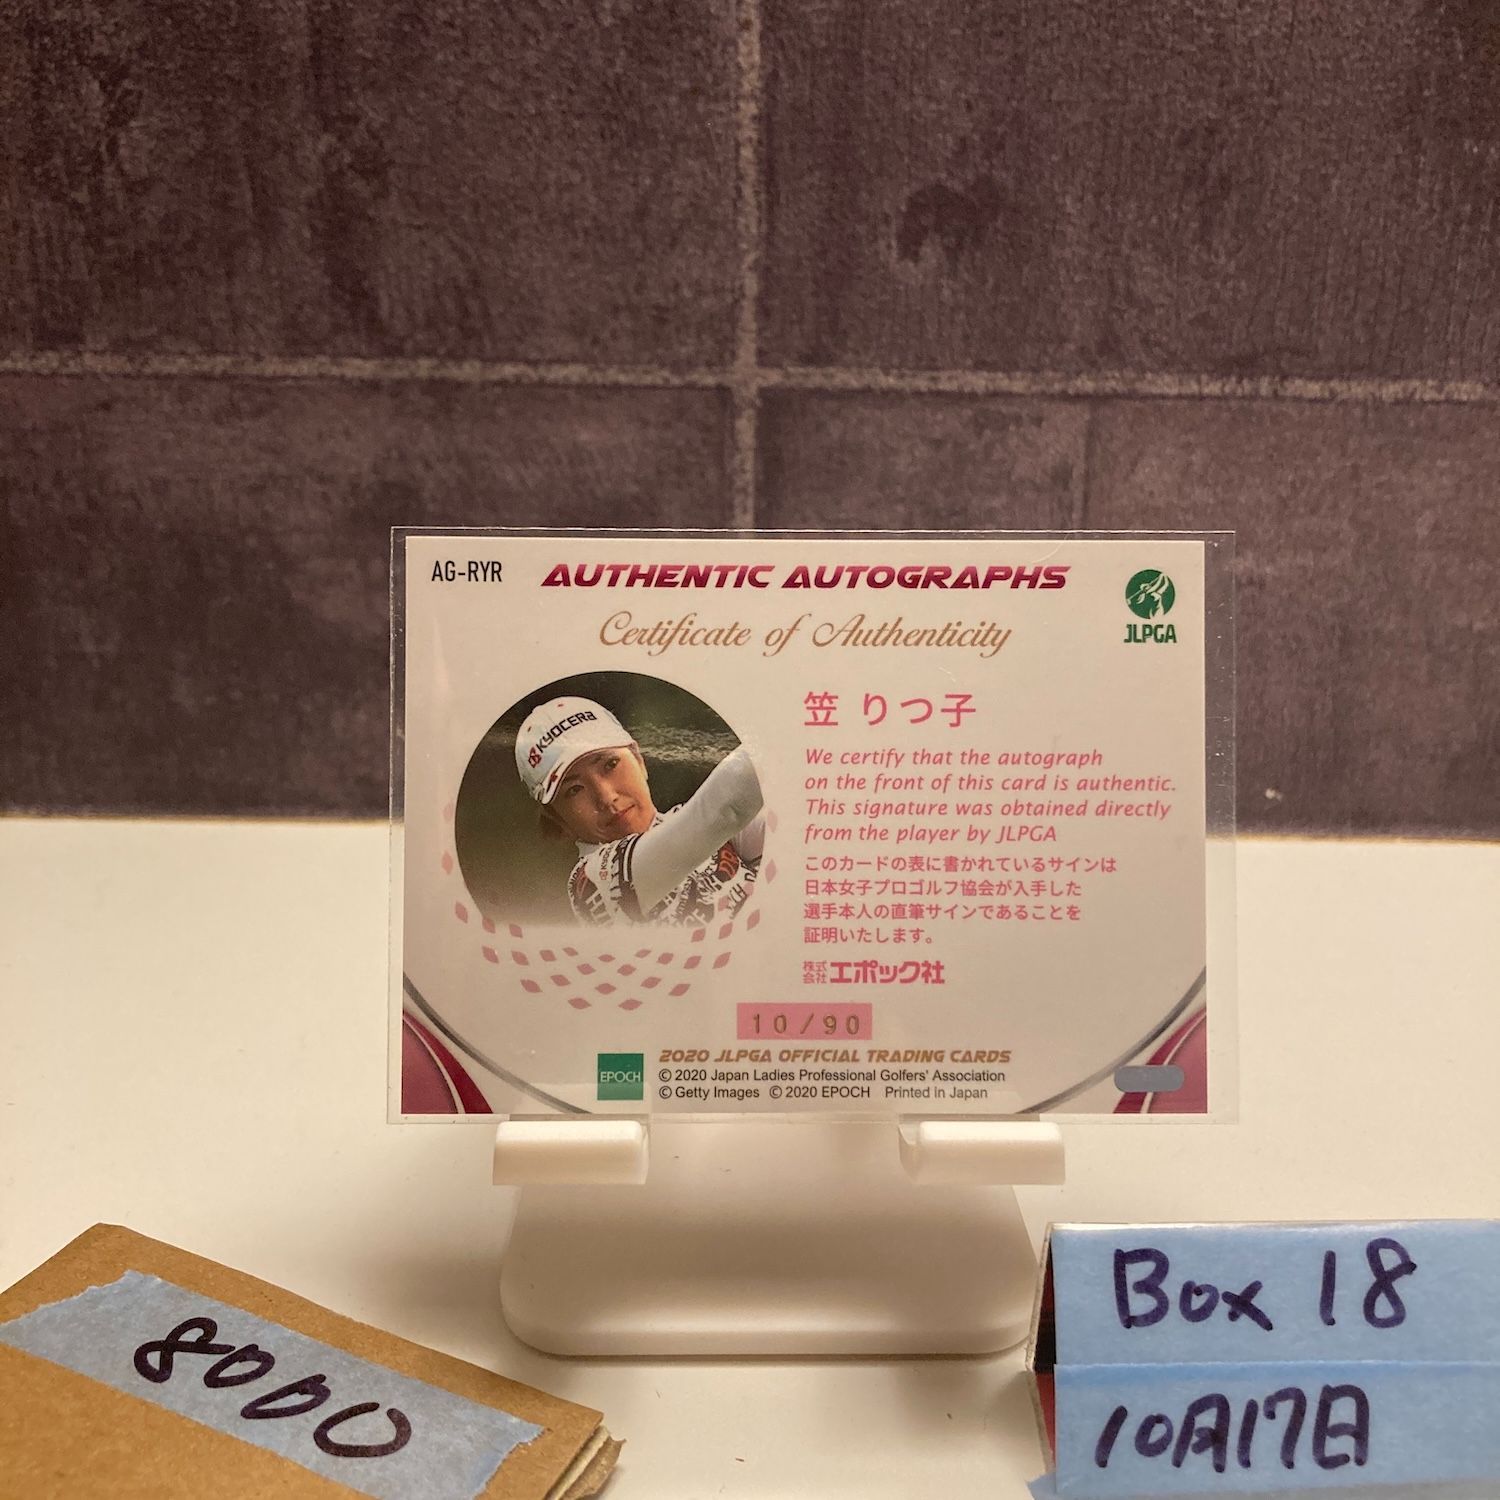 AG-RYR
AUTHENTIC AUTOGRAPHS
Certificate of Authenticity
JLPGA
KYOCERA
笠 りつ子
We certify that the autograph
on the front of this card is authentic.
This signature was obtained directly
from the player by JLPGA
このカードの表に書かれているサインは
日本女子プロゴルフ協会が入手した
選手本人の直筆サインであることを
証明いたします。
株式会社エポック社
10/90
EPOCH
2020 JLPGA OFFICIAL TRADING CARDS
© 2020 Japan Ladies Professional Golfers' Association
© Getty Images © 2020 EPOCH Printed in Japan
8000
Box 18
10月17日